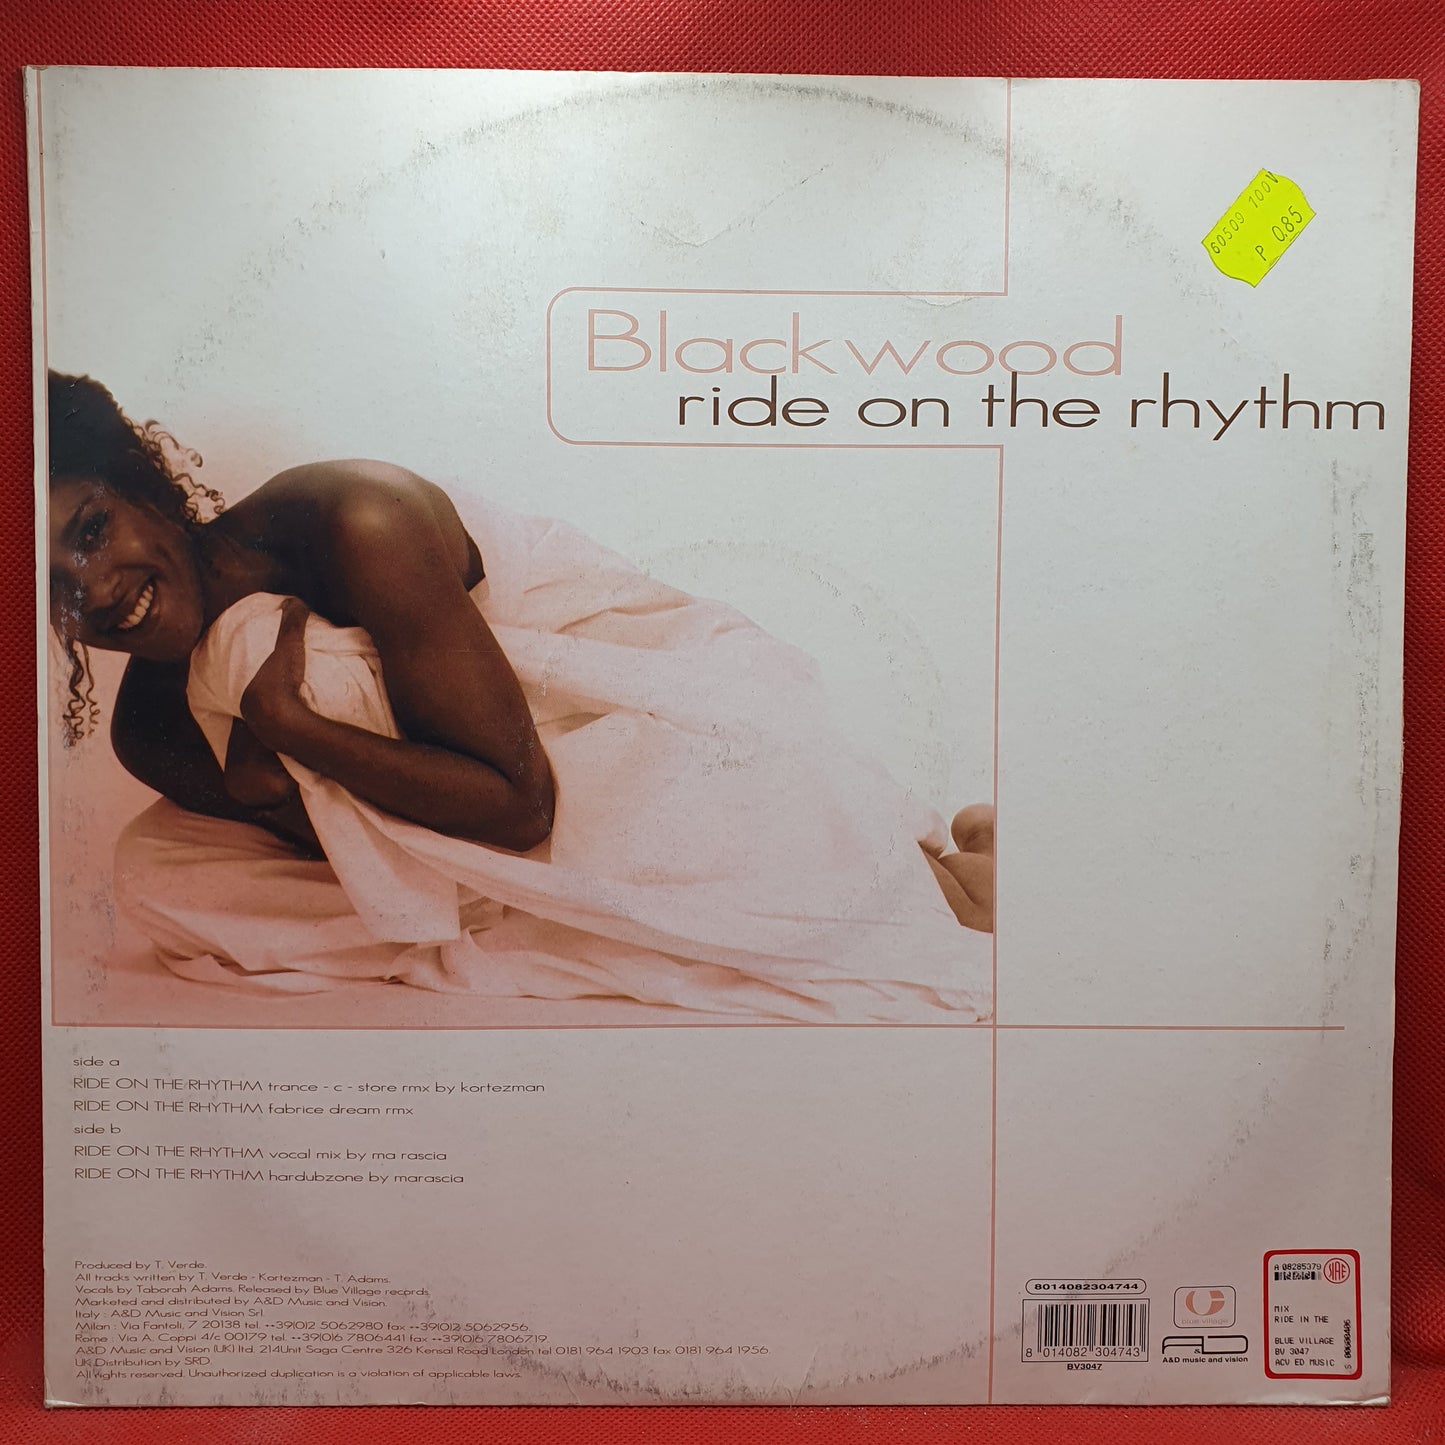 60509 100V
P 0.85
Blackwood
ride on the rhythm
side a
RIDE ON THE RHYTHM trance - c - store rmx by kortezman
RIDE ON THE RHYTHM fabrice dream rmx
side b
RIDE ON THE RHYTHM vocal mix by ma rascia
RIDE ON THE RHYTHM hardubzone by marascia
Produced by T. Verde.
All tracks written by T. Verde - Kortezman - T. Adams.
Vocals by Taborah Adams. Released by Blue Village records.
Marketed and distributed by A&D Music and Vision.
Italy : A&D Music and Vision Srl.
Milan : Via Fantoli, 7 20138 tel. ++39(0)2 5062980 fax ++39(0)2 5062956.
Rome : Via A. Coppi 4/c 00179 tel. ++39(0)6 7806441 fax ++39(0)6 7806719.
A&D Music and Vision (UK) ltd. 214Unit Saga Centre 326 Kensal Road London tel 0181 964 1903 fax 0181 964 1956.
UK Distribution by SRD.
All rights reserved. Unauthorized duplication is a violation of applicable laws.
8014082304744
8 014082 304743
BV3047
blue village
A&D
A&D music and vision
A 08285379
MIX
RIDE IN THE
BLUE VILLAGE
BV 3047
ACV ED MUSIC